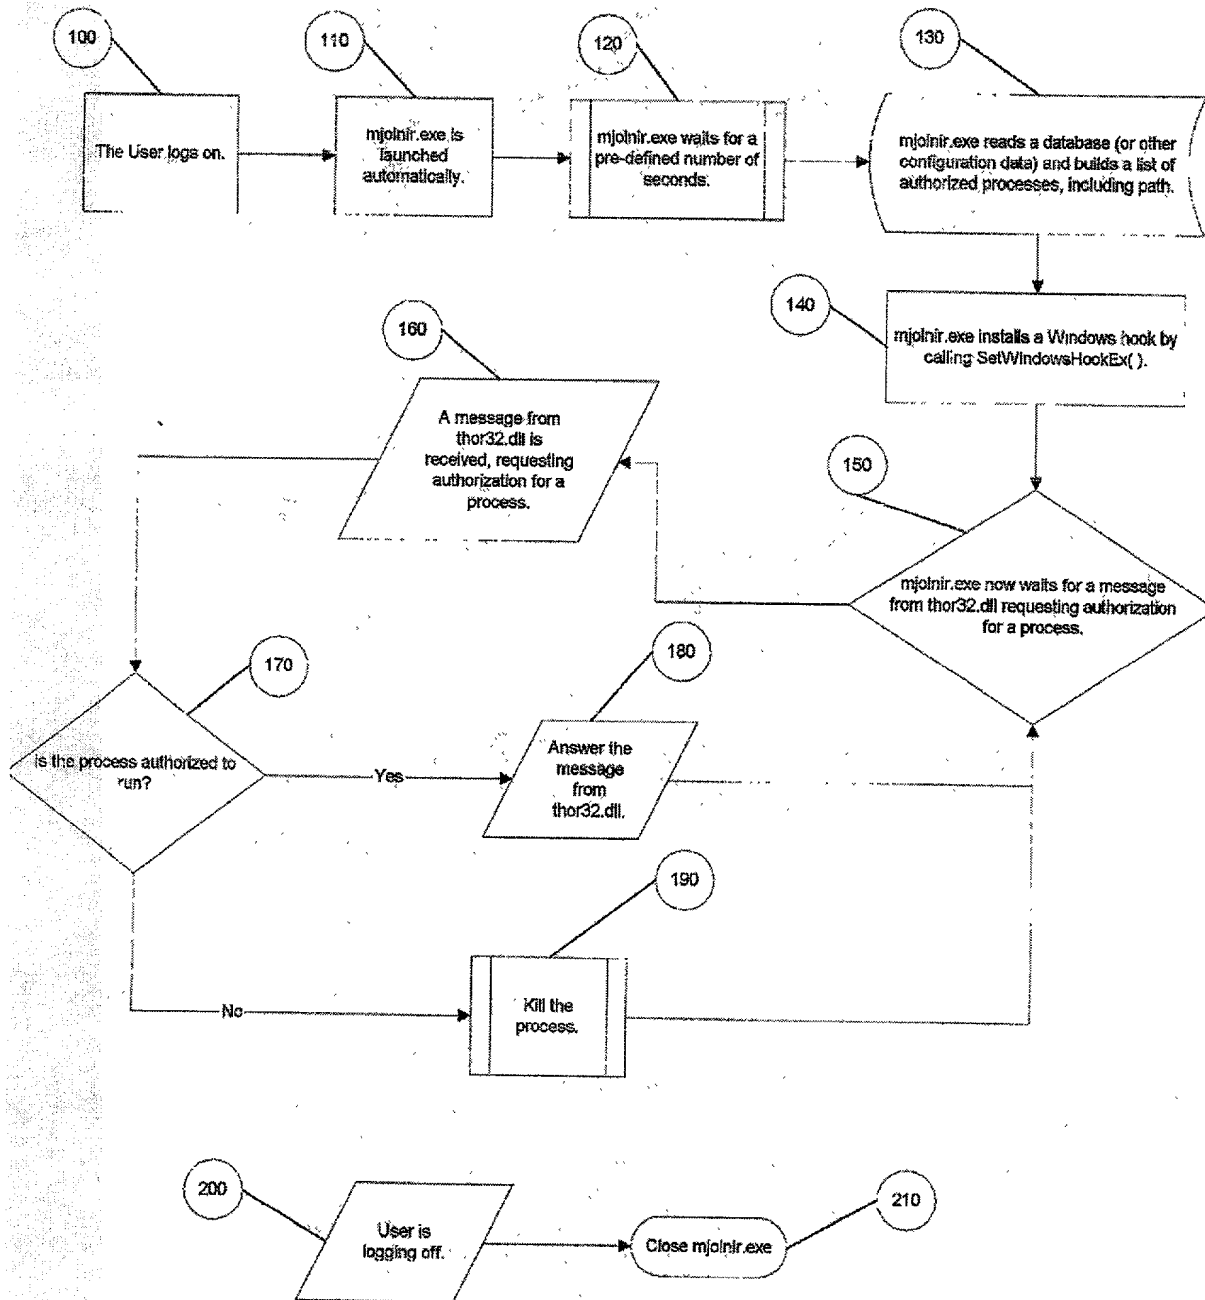 100
110
120
130
The User logs on.
mjolnir.exe is
launched
automatically.
mjolnir.exe waits for a
pre-defined number of
seconds.
mjolnir.exe reads a database (or other
configuration data) and builds a list of
authorized processes, including path.
140
mjolnir.exe installs a Windows hook by
calling SetWindowsHookEx( ).
160
A message from
thor32.dll is
received, requesting
authorization for a
process.
150
mjolnir.exe now waits for a message
from thor32.dll requesting authorization
for a process.
170
Is the process authorized to
run?
Yes
180
Answer the
message
from
thor32.dll.
190
No
Kill the
process.
200
User is
logging off.
210
Close mjolnir.exe